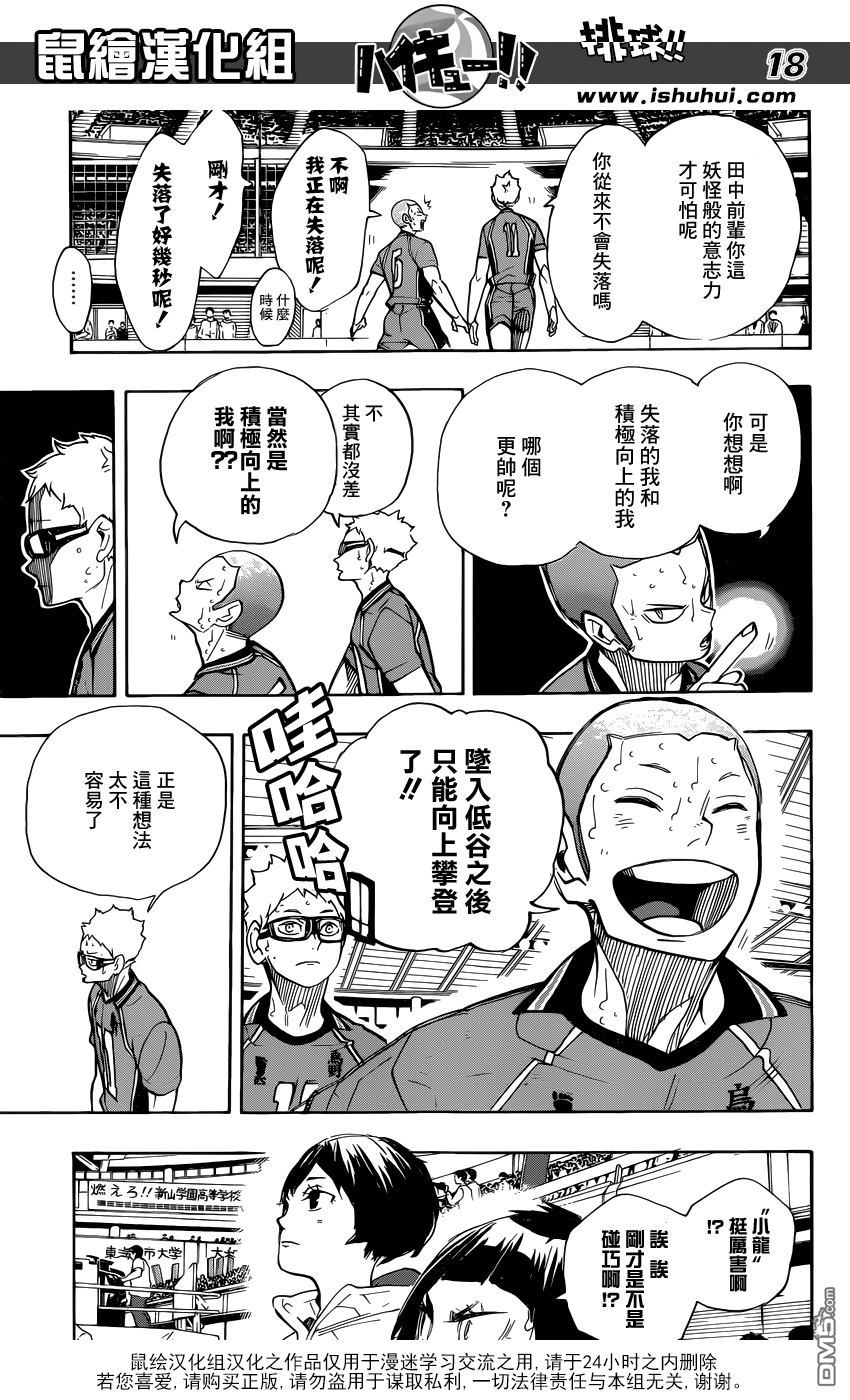 鼠繪漢化組
ハイキュー!!
排球!!
18
www.ishuhui.com
田中前輩你這
妖怪般的意志力
才可怕呢
你從來不會失落嗎
不啊
我正在失落呢！
什麼
時候
剛才！
失落了好幾秒呢！
……
11
5
可是
你想想啊
失落的我和
積極向上的我
哪個
更帥呢？
不
其實都沒差
當然是
積極向上的
我啊??
墜入低谷之後
只能向上攀登
了!!
哇哈哈
烏野
烏
正是
這種想法
太不
容易了
“小龍”
挺厲害啊
!?
誒誒
剛才是不是
碰巧啊!?
燃えろ!!新山学園高等学校
市大学
DM5.com
鼠绘汉化组汉化之作品仅用于漫迷学习交流之用, 请于24小时之内删除
若您喜爱, 请购买正版, 请勿用于谋取私利, 一切法律责任与本组无关, 谢谢.